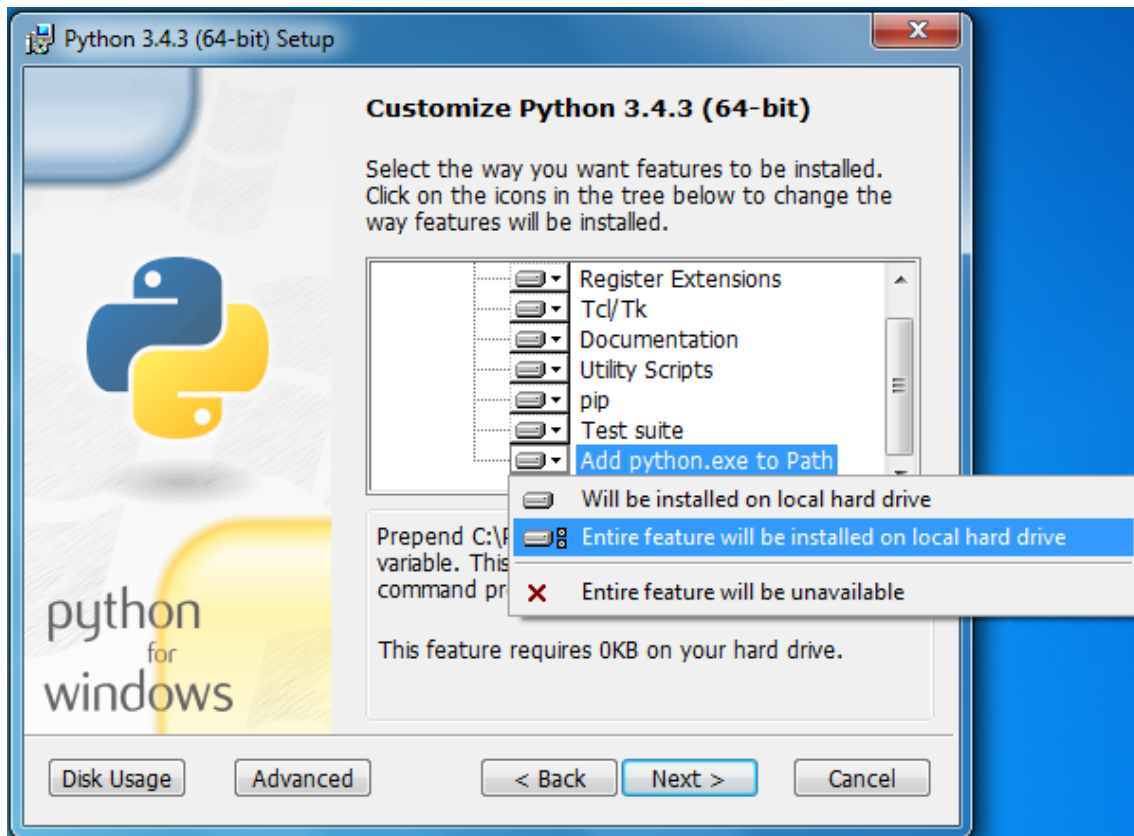 Python 3.4.3 (64-bit) Setup
Customize Python 3.4.3 (64-bit)
Select the way you want features to be installed.
Click on the icons in the tree below to change the
way features will be installed.
Register Extensions
Tcl/Tk
Documentation
Utility Scripts
pip
Test suite
Add python.exe to Path
Will be installed on local hard drive
Entire feature will be installed on local hard drive
Entire feature will be unavailable
Prepend C:\
variable. This
command
This feature requires 0KB on your hard drive.
python
for
windows
Disk Usage
Advanced
< Back
Next >
Cancel